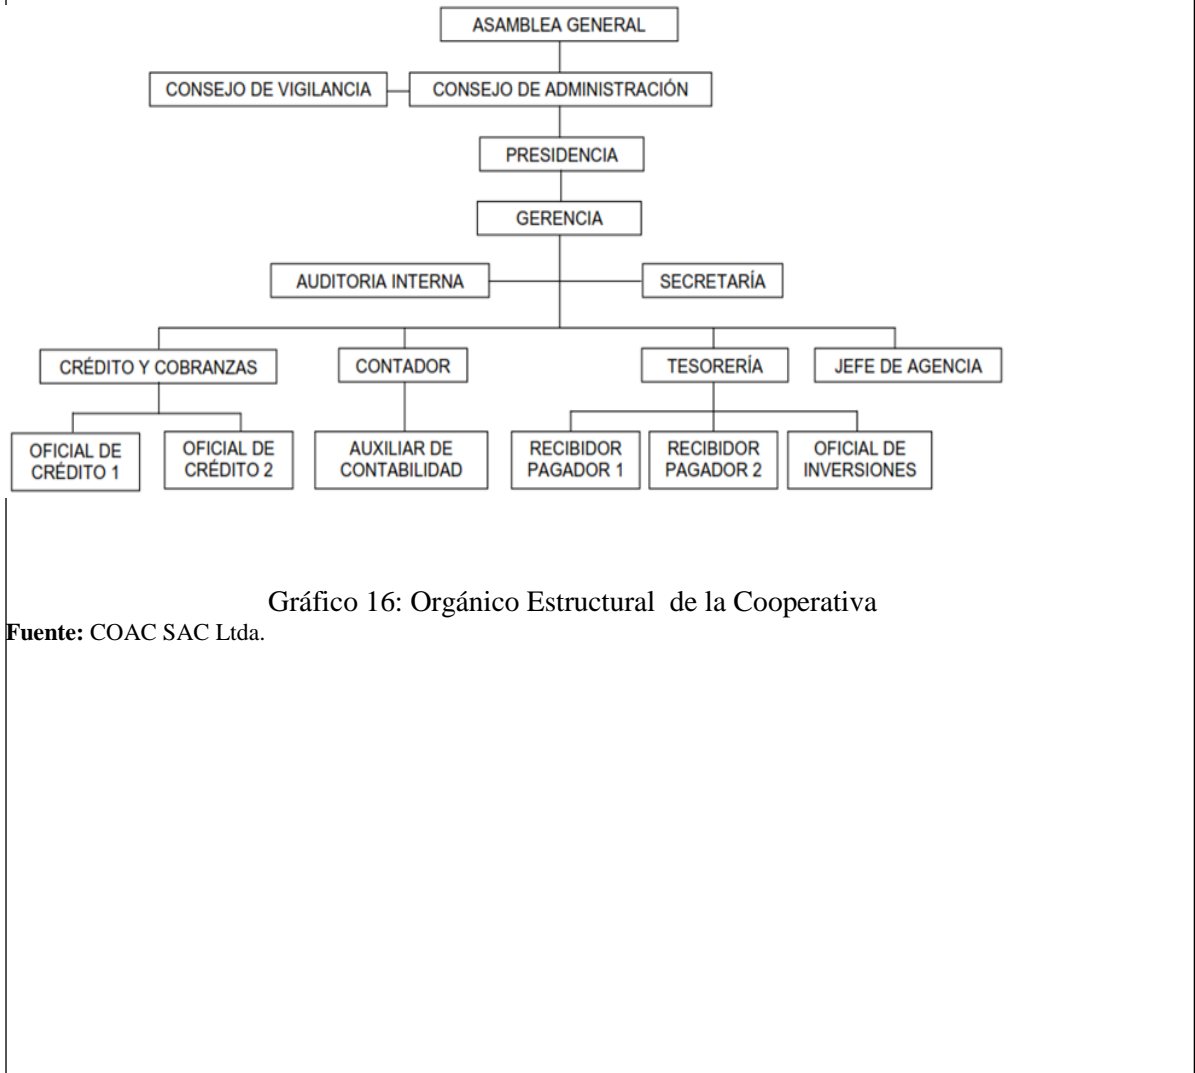 ASAMBLEA GENERAL
CONSEJO DE VIGILANCIA
CONSEJO DE ADMINISTRACIÓN
PRESIDENCIA
GERENCIA
AUDITORIA INTERNA
SECRETARÍA
CRÉDITO Y COBRANZAS
CONTADOR
TESORERÍA
JEFE DE AGENCIA
OFICIAL DE
CRÉDITO 1
OFICIAL DE
CRÉDITO 2
AUXILIAR DE
CONTABILIDAD
RECIBIDOR
PAGADOR 1
RECIBIDOR
PAGADOR 2
OFICIAL DE
INVERSIONES
Gráfico 16: Orgánico Estructural  de la Cooperativa
Fuente: COAC SAC Ltda.